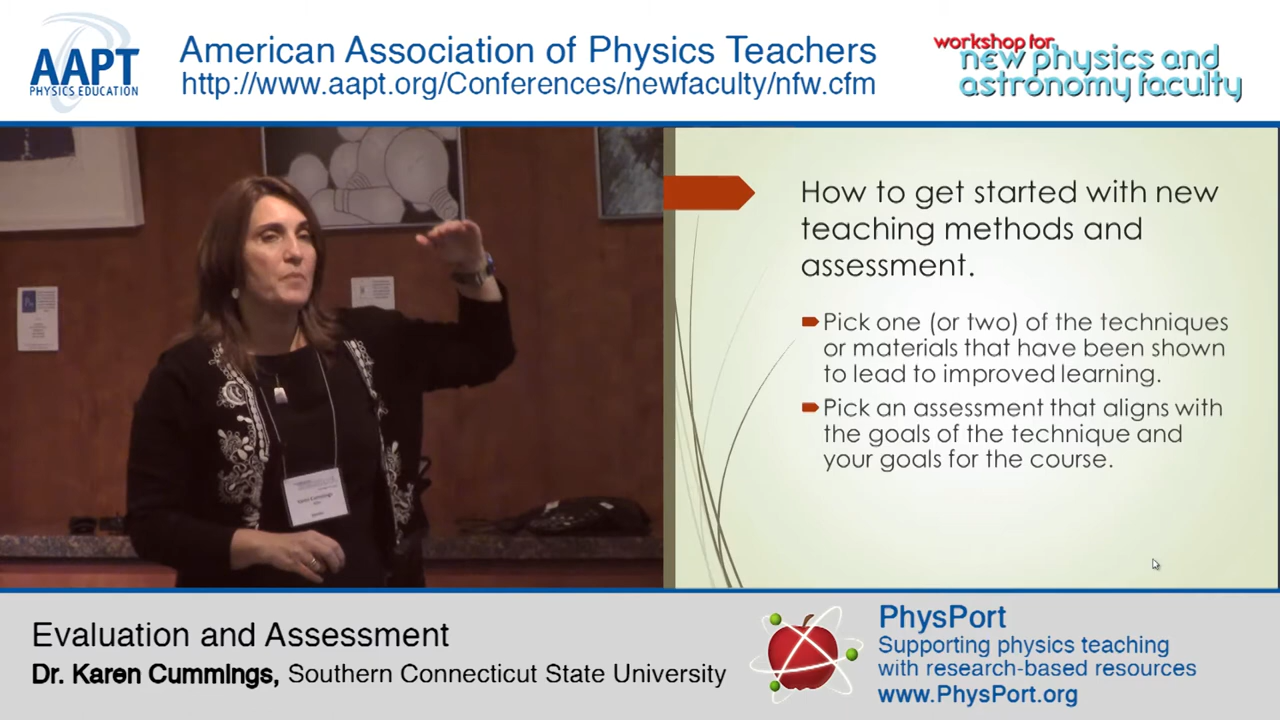 AAPT
PHYSICS EDUCATION
American Association of Physics Teachers
http://www.aapt.org/Conferences/newfaculty/nfw.cfm
workshop for
new physics and
astronomy faculty
How to get started with new
teaching methods and
assessment.
Pick one (or two) of the techniques
or materials that have been shown
to lead to improved learning.
Pick an assessment that aligns with
the goals of the technique and
your goals for the course.
Karen Cummings
Evaluation and Assessment
Dr. Karen Cummings, Southern Connecticut State University
PhysPort
Supporting physics teaching
with research-based resources
www.PhysPort.org